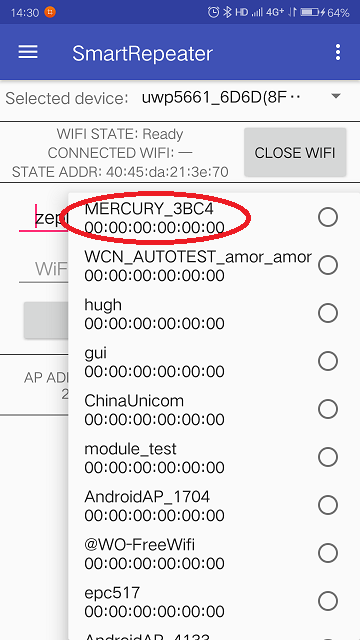 14:30 HD 4G+ 64%
SmartRepeater
Selected device: uwp5661_6D6D(8F··
WIFI STATE: Ready
CONNECTED WIFI: —
STATE ADDR: 40:45:da:21:3e:70
CLOSE WIFI
MERCURY_3BC4
zep
00:00:00:00:00:00
WCN_AUTOTEST_amor_amor
WiF
00:00:00:00:00:00
hugh
00:00:00:00:00:00
gui
00:00:00:00:00:00
AP AD
2
ChinaUnicom
00:00:00:00:00:00
module_test
00:00:00:00:00:00
AndroidAP_1704
00:00:00:00:00:00
@WO-FreeWifi
00:00:00:00:00:00
epc517
00:00:00:00:00:00
AndroidAP_4133